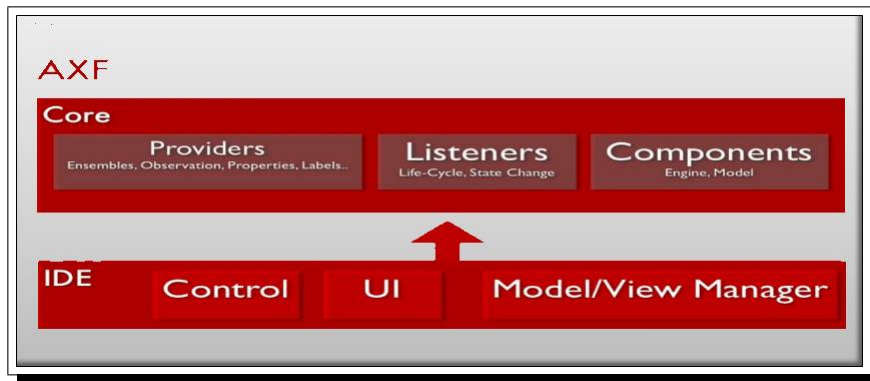 AXF
Core
Providers
Ensembles, Observation, Properties, Labels..
Listeners
Life-Cycle, State Change
Components
Engine, Model
IDE
Control
UI
Model/View Manager